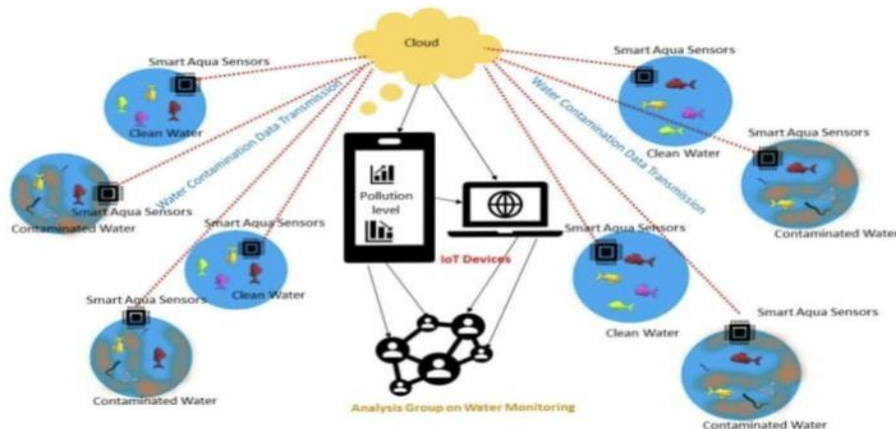 Cloud
Smart Aqua Sensors
Clean Water
Water Contamination Data Transmission
Smart Aqua Sensors
Contaminated Water
Smart Aqua Sensors
Clean Water
Smart Aqua Sensors
Contaminated Water
Pollution
level
IoT Devices
Analysis Group on Water Monitoring
Smart Aqua Sensors
Clean Water
Water Contamination Data Transmission
Smart Aqua Sensors
Contaminated Water
Smart Aqua Sensors
Clean Water
Smart Aqua Sensors
Contaminated Water